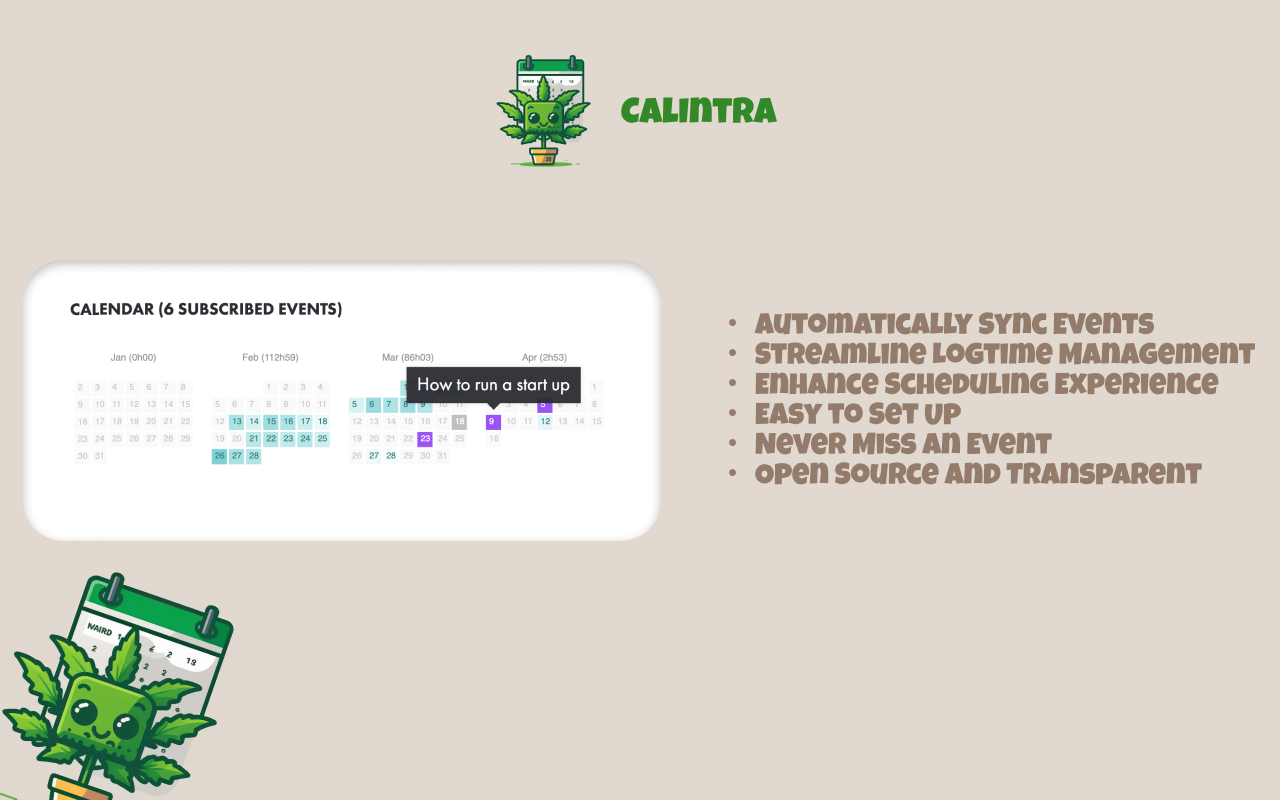 CALINTRA
CALENDAR (6 SUBSCRIBED EVENTS)
Jan (0h00) Feb (112h59) Mar (86h03) Apr (2h53)
How to run a start up
2 3 4 5 6 7 8 1 2 3 4 1
9 10 11 12 13 14 15 5 6 7 8 9 10 11 5 6 7 8 9 10 11 3 4 5 6 7 8
16 17 18 19 20 21 22 12 13 14 15 16 17 18 12 13 14 15 16 17 18 9 10 11 12 13 14 15
23 24 25 26 27 28 29 19 20 21 22 23 24 25 19 20 21 22 23 24 25 16
30 31 26 27 28 26 27 28 29 30 31
• AUTOMATICALLY SYNC EVENTS
• STREAMLINE LOGTIME MANAGEMENT
• ENHANCE SCHEDULING EXPERIENCE
• EASY TO SET UP
• NEVER MISS AN EVENT
• OPEN SOURCE AND TRANSPARENT